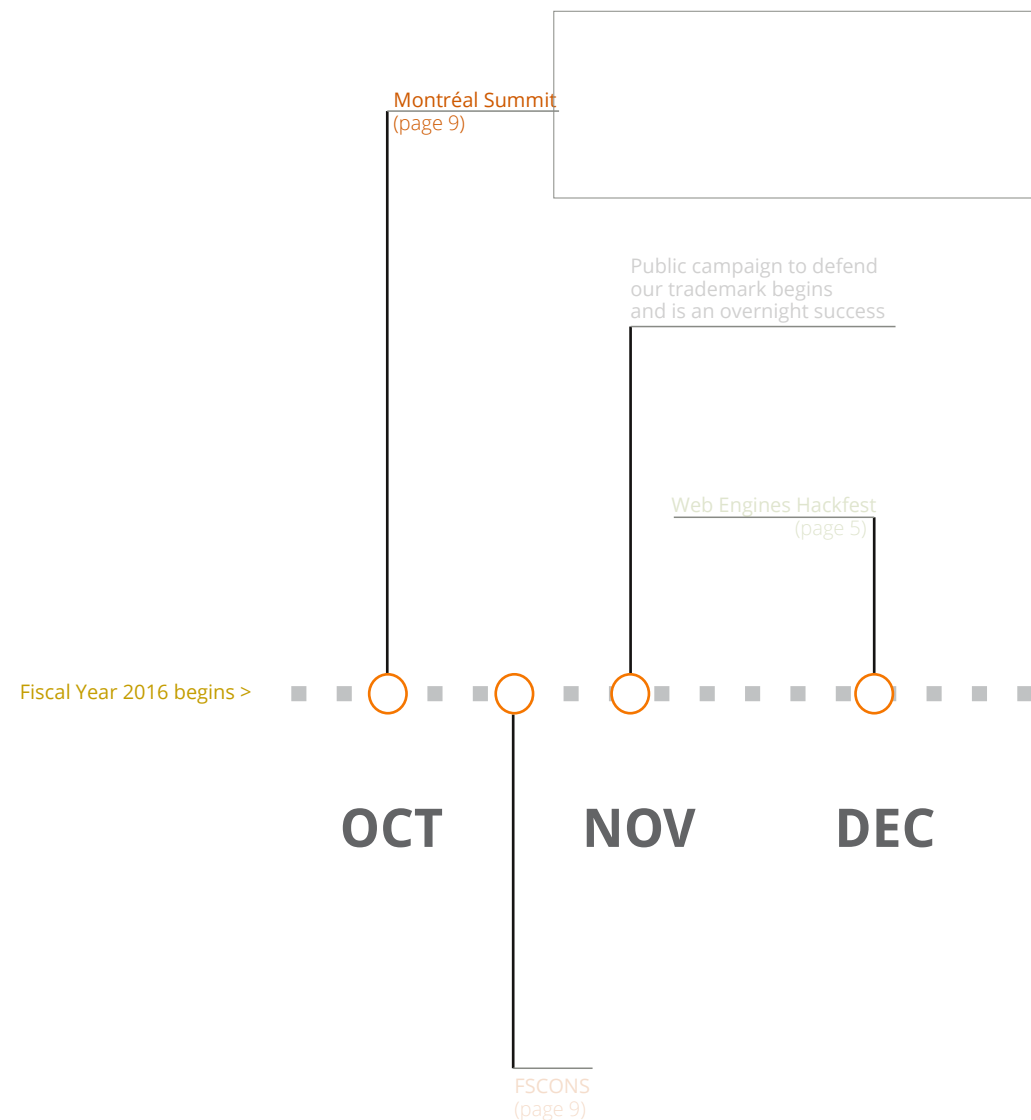 Montréal Summit
(page 9)
Public campaign to defend
our trademark begins
and is an overnight success
Web Engines Hackfest
(page 5)
Fiscal Year 2016 begins >
OCT
NOV
DEC
FSCONS
(page 9)